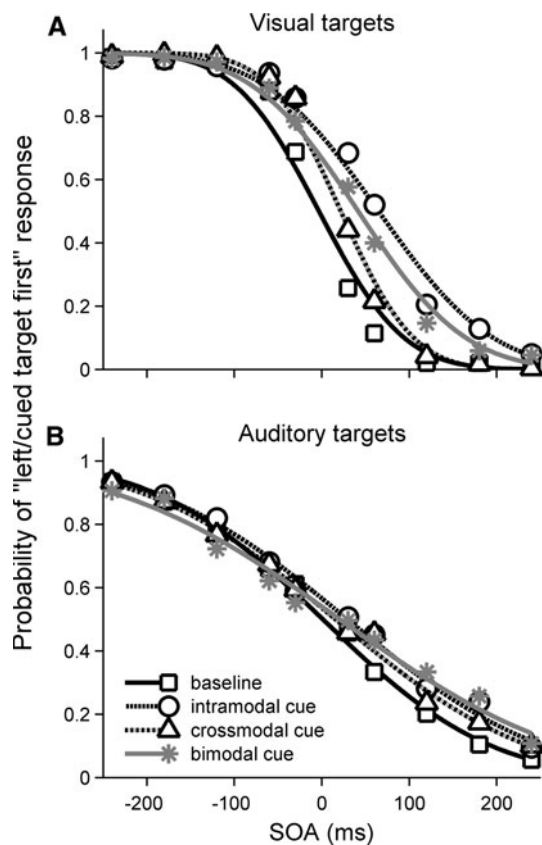 Visual targets
A
1
0.8
0.6
0.4
0.2
0
Probability of "left/cued target first" response
B
Auditory targets
1
0.8
0.6
0.4
0.2
0
baseline
intramodal cue
crossmodal cue
bimodal cue
-200 -100 0 100 200
SOA (ms)